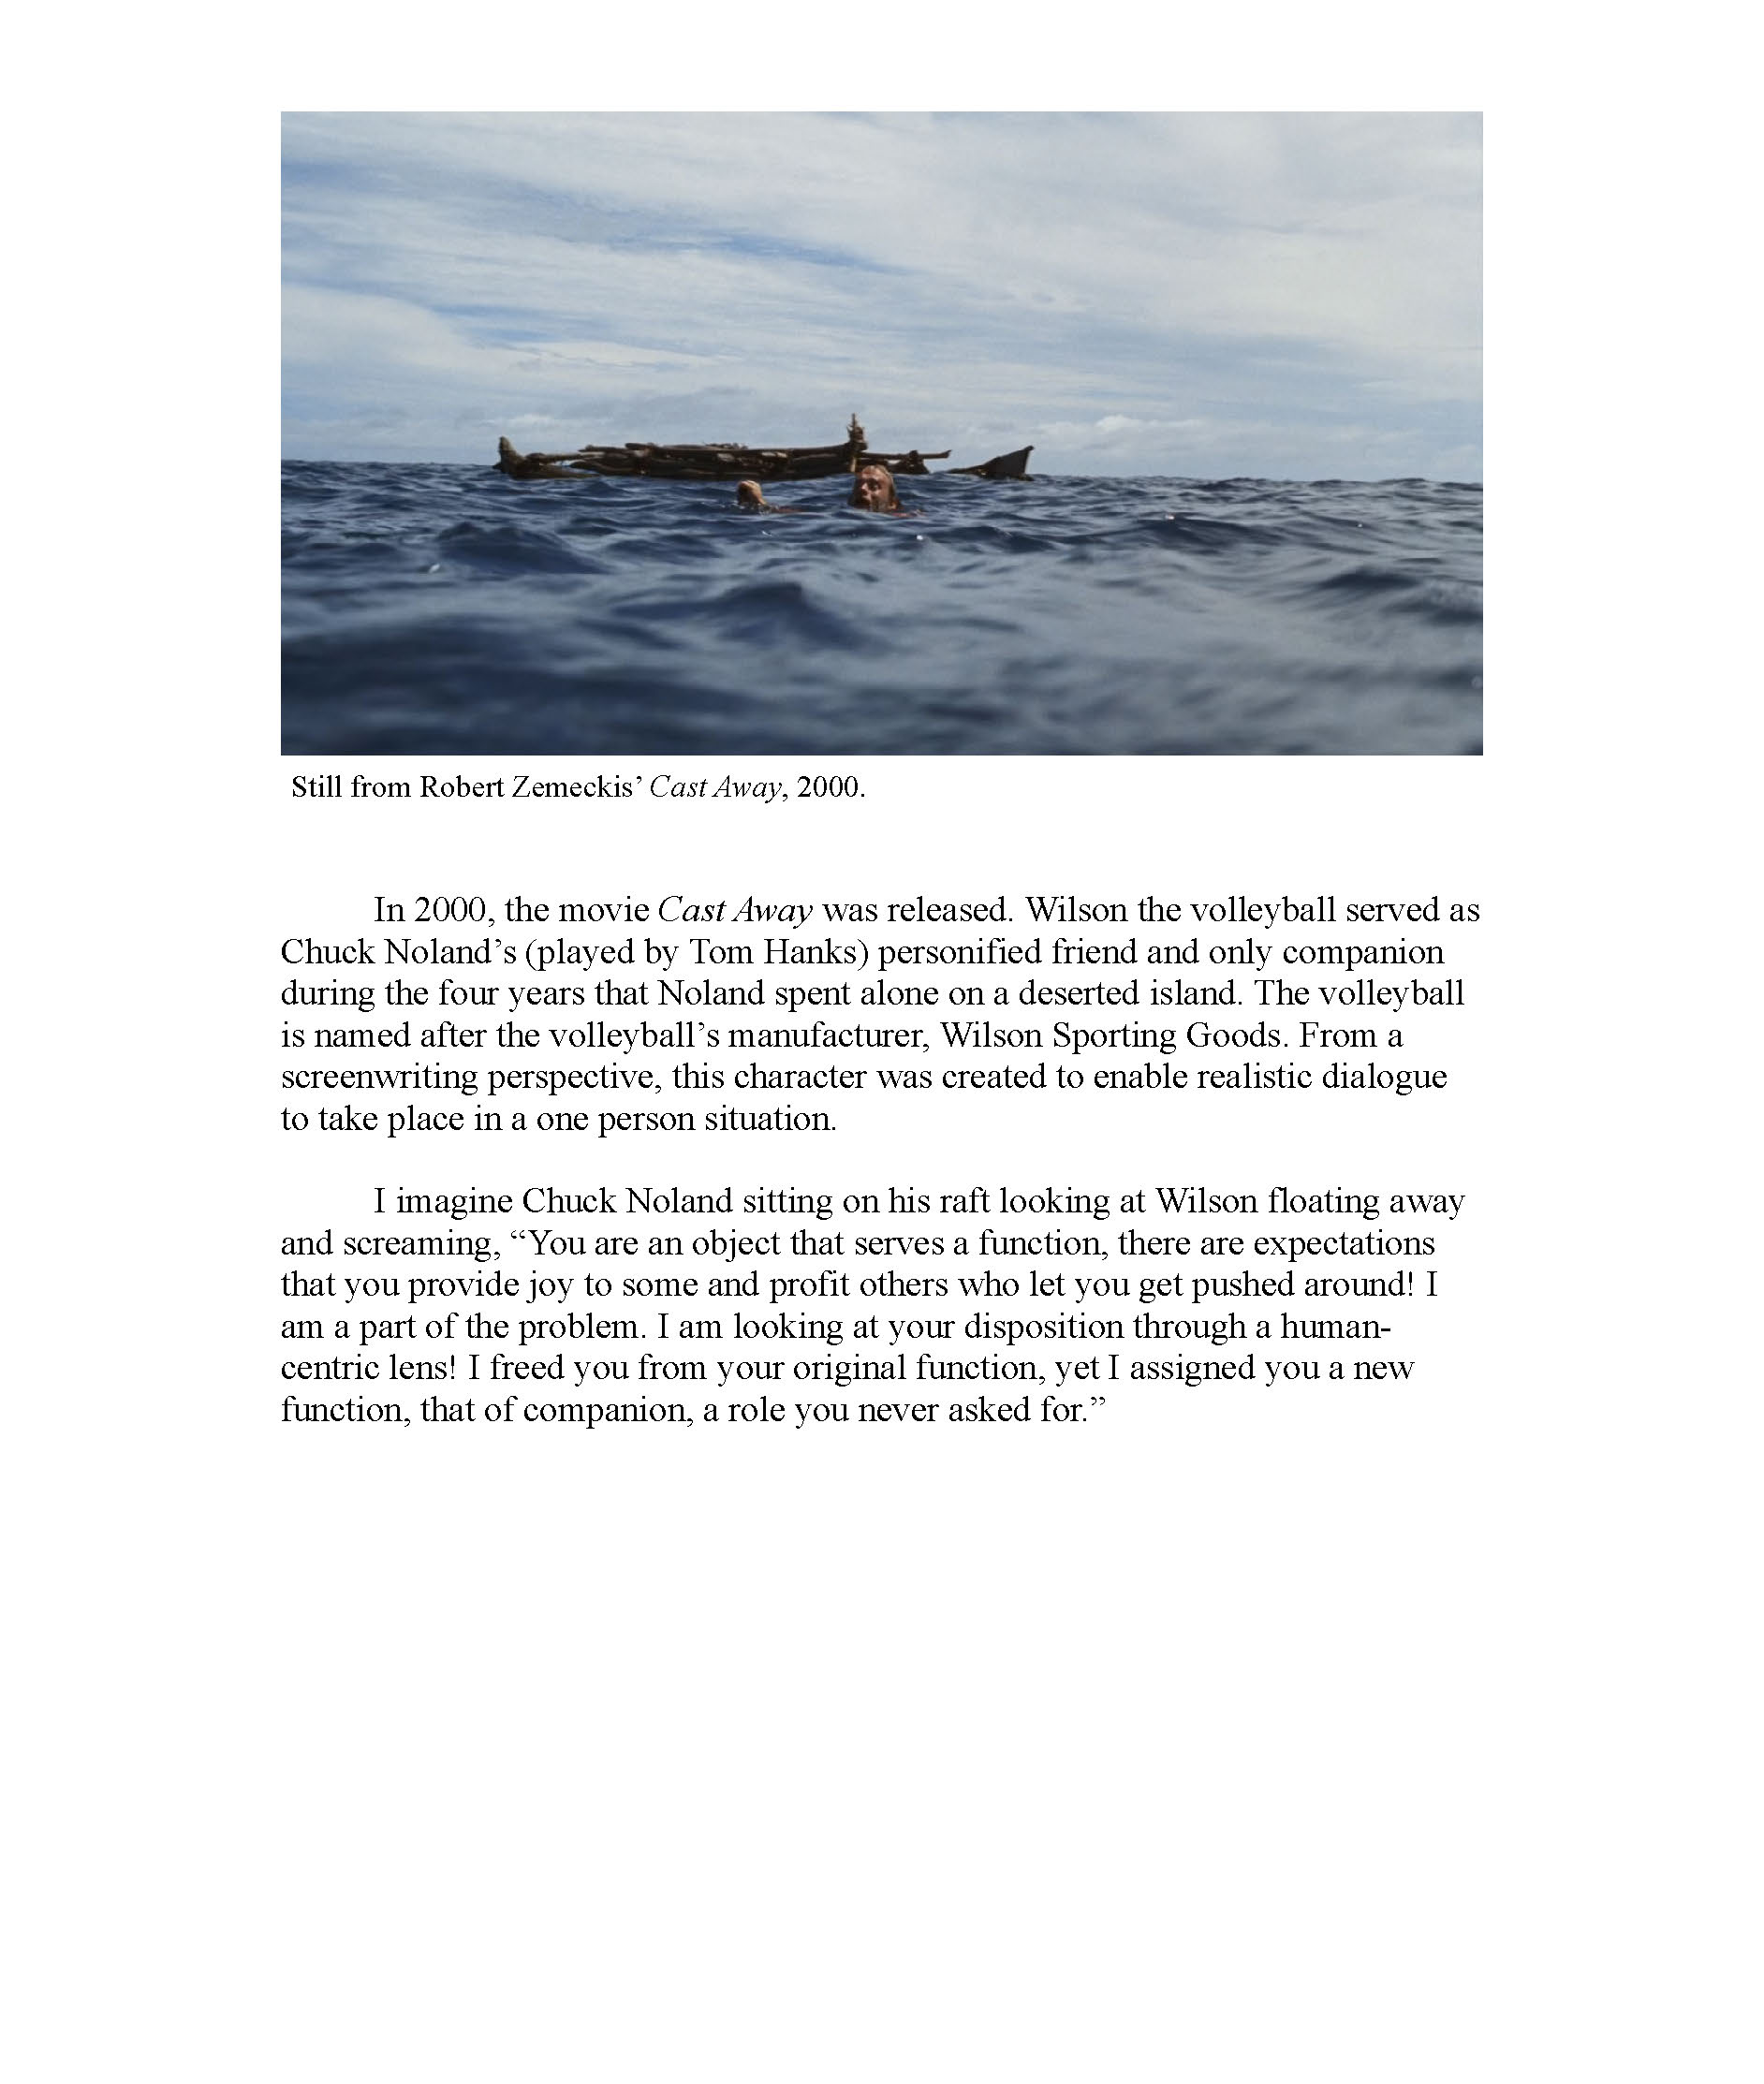 Still from Robert Zemeckis’ Cast Away, 2000.
In 2000, the movie Cast Away was released. Wilson the volleyball served as
Chuck Noland’s (played by Tom Hanks) personified friend and only companion
during the four years that Noland spent alone on a deserted island. The volleyball
is named after the volleyball’s manufacturer, Wilson Sporting Goods. From a
screenwriting perspective, this character was created to enable realistic dialogue
to take place in a one person situation.
I imagine Chuck Noland sitting on his raft looking at Wilson floating away
and screaming, “You are an object that serves a function, there are expectations
that you provide joy to some and profit others who let you get pushed around! I
am a part of the problem. I am looking at your disposition through a human-
centric lens! I freed you from your original function, yet I assigned you a new
function, that of companion, a role you never asked for.”